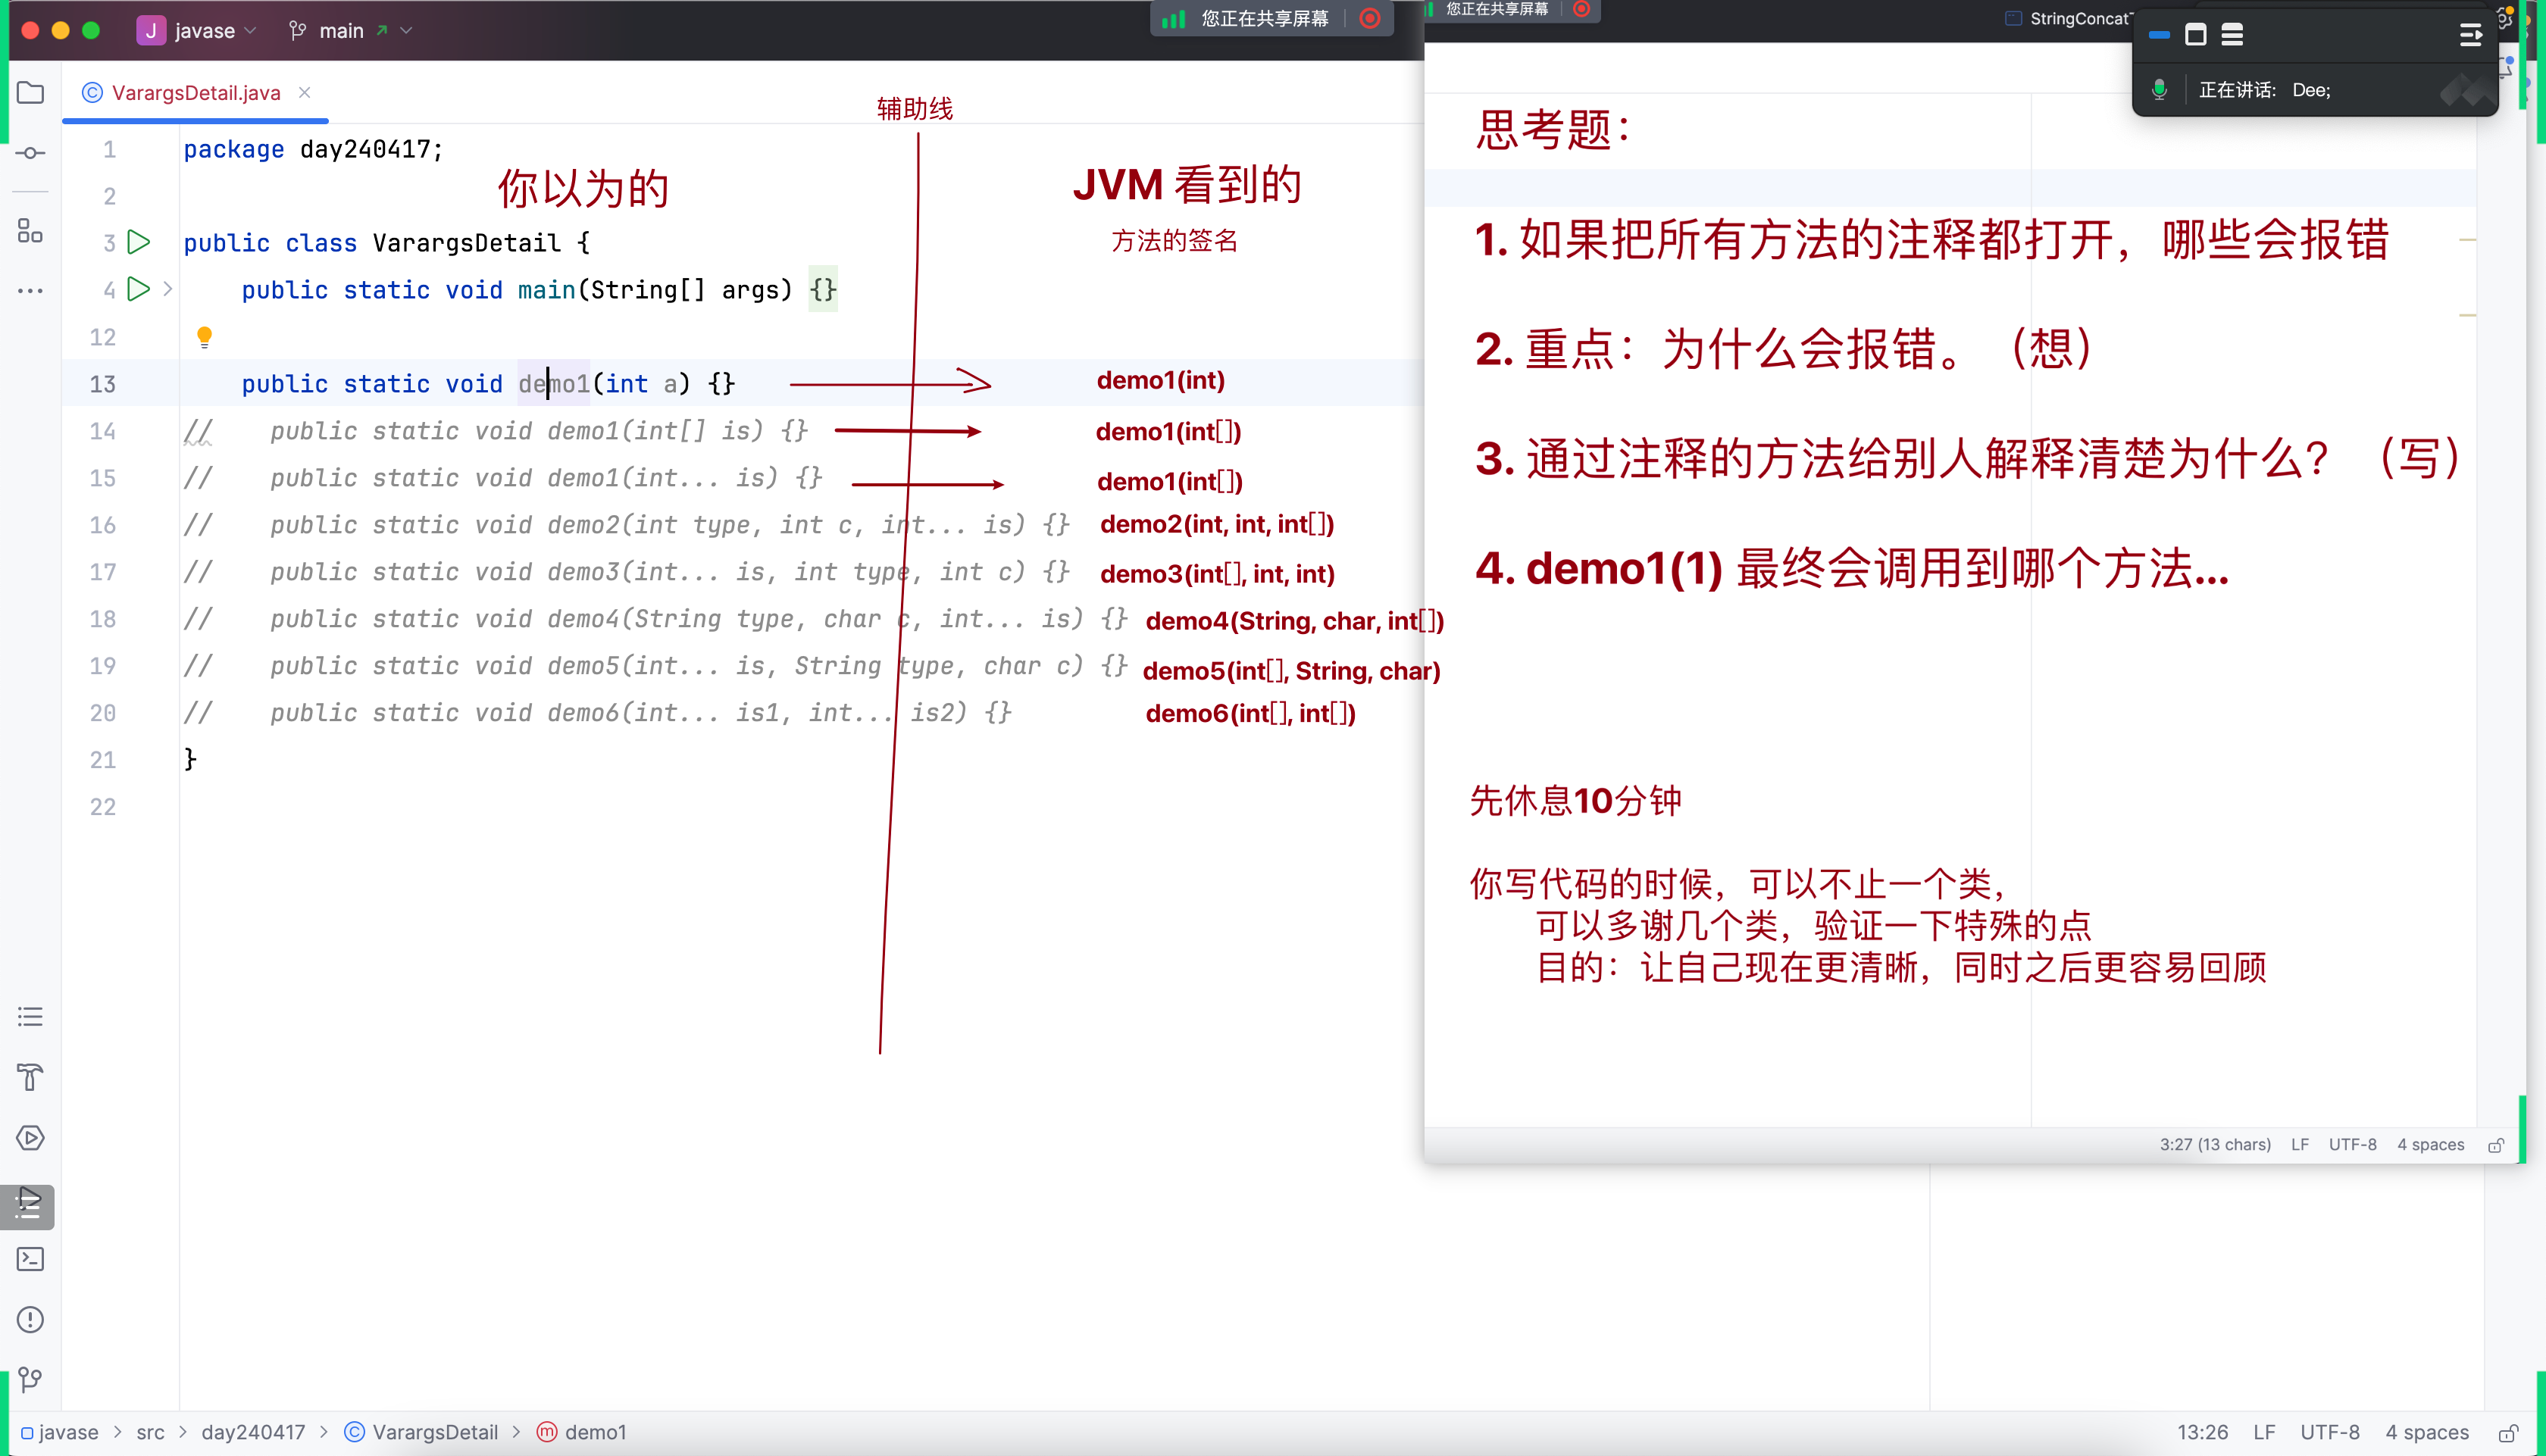 J javase
main
您正在共享屏幕
您正在共享屏幕
正在讲话: Dee;
VarargsDetail.java
辅助线
你以为的
JVM 看到的
方法的签名
1 package day240417;
2
3 public class VarargsDetail {
4 public static void main(String[] args) {}
12
13 public static void demo1(int a) {} demo1(int)
14 // public static void demo1(int[] is) {} demo1(int[])
15 // public static void demo1(int... is) {} demo1(int[])
16 // public static void demo2(int type, int c, int... is) {} demo2(int, int, int[])
17 // public static void demo3(int... is, int type, int c) {} demo3(int[], int, int)
18 // public static void demo4(String type, char c, int... is) {} demo4(String, char, int[])
19 // public static void demo5(int... is, String type, char c) {} demo5(int[], String, char)
20 // public static void demo6(int... is1, int... is2) {} demo6(int[], int[])
21 }
22
思考题：
1. 如果把所有方法的注释都打开，哪些会报错
2. 重点：为什么会报错。（想）
3. 通过注释的方法给别人解释清楚为什么？（写）
4. demo1(1) 最终会调用到哪个方法...
先休息10分钟
你写代码的时候，可以不止一个类，
可以多谢几个类，验证一下特殊的点
目的：让自己现在更清晰，同时之后更容易回顾
3:27 (13 chars) LF UTF-8 4 spaces
javase > src > day240417 > VarargsDetail > demo1
13:26 LF UTF-8 4 spaces